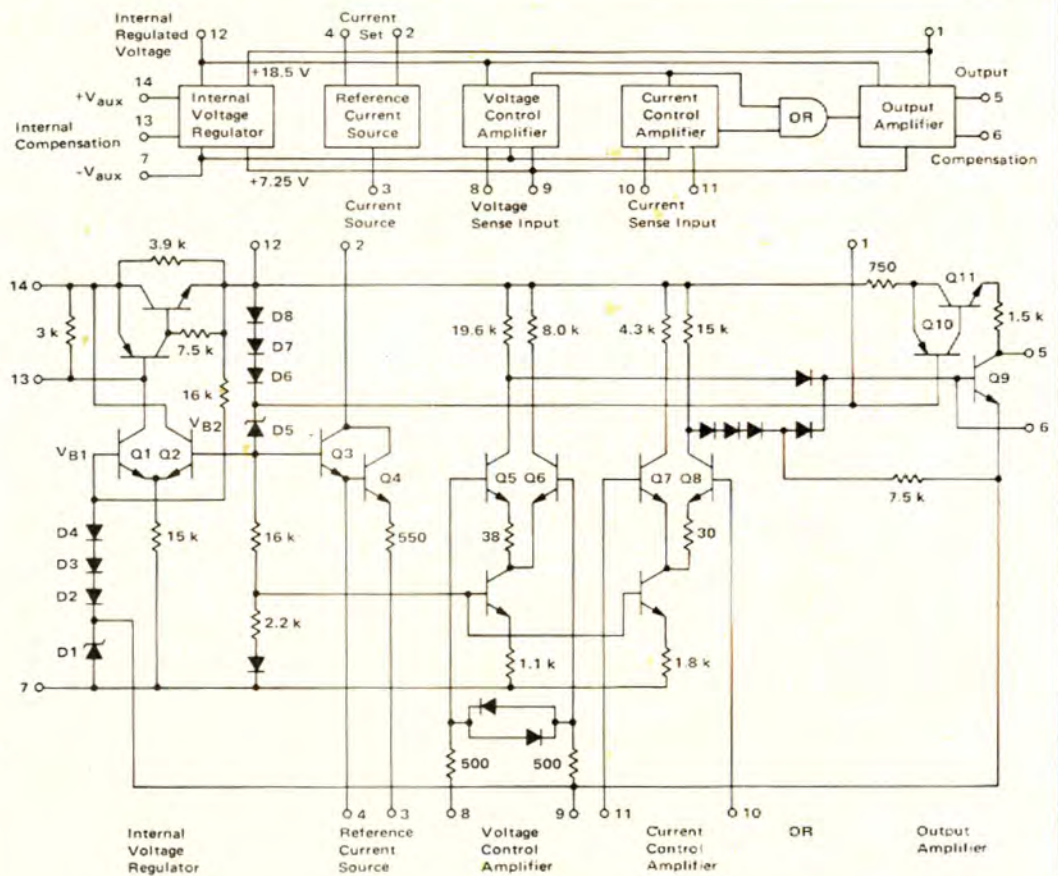 Internal
Regulated
Voltage
12
Current
Set
4
2
1
+18.5 V
14
+Vaux
Internal
Compensation
13
7
-Vaux
Internal
Voltage
Regulator
Reference
Current
Source
Voltage
Control
Amplifier
Current
Control
Amplifier
OR
Output
Amplifier
Output
5
6
Compensation
+7.25 V
3
Current
Source
8
9
Voltage
Sense Input
10
11
Current
Sense Input
3.9 k
12
2
1
750
Q11
14
3 k
D8
D7
D6
19.6 k
8.0 k
4.3 k
15 k
Q10
1.5 k
7.5 k
5
13
16 k
Q9
VB2
D5
6
VB1
Q1
Q2
Q3
Q4
Q5
Q6
Q7
Q8
7.5 k
D4
15 k
16 k
550
38
30
D3
D2
2.2 k
D1
1.1 k
1.8 k
7
500
500
4
3
8
9
11
10
Internal
Voltage
Regulator
Reference
Current
Source
Voltage
Control
Amplifier
Current
Control
Amplifier
OR
Output
Amplifier